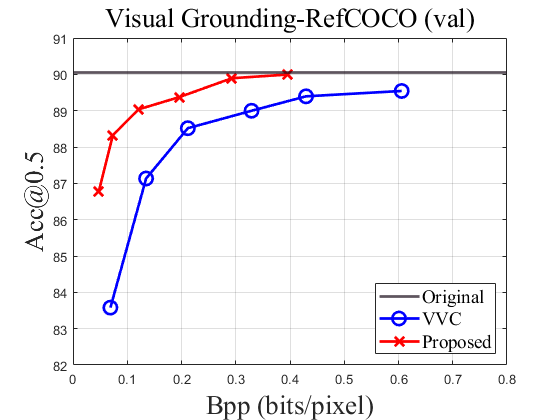 Visual Grounding-RefCOCO (val)
91
90
89
88
87
86
85
84
83
82
Acc@0.5
Original
VVC
Proposed
0 0.1 0.2 0.3 0.4 0.5 0.6 0.7 0.8
Bpp (bits/pixel)